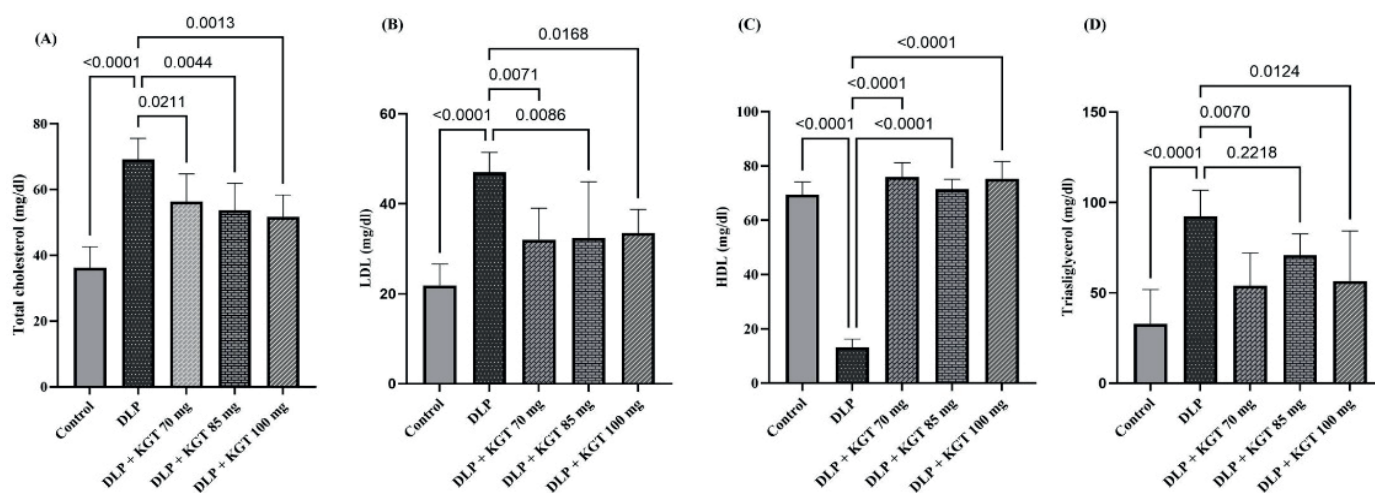 (A)
0.0013
<0.0001
0.0044
0.0211
Total cholesterol (mg/dl)
80
60
40
20
0
Control
DLP
DLP + KGT 70 mg
DLP + KGT 85 mg
DLP + KGT 100 mg
(B)
0.0168
0.0071
<0.0001
0.0086
LDL (mg/dl)
60
40
20
0
Control
DLP
DLP + KGT 70 mg
DLP + KGT 85 mg
DLP + KGT 100 mg
(C)
<0.0001
<0.0001
<0.0001
<0.0001
HDL (mg/dl)
100
80
60
40
20
0
Control
DLP
DLP + KGT 70 mg
DLP + KGT 85 mg
DLP + KGT 100 mg
(D)
0.0124
0.0070
<0.0001
0.2218
Triasliglycerol (mg/dl)
150
100
50
0
Control
DLP
DLP + KGT 70 mg
DLP + KGT 85 mg
DLP + KGT 100 mg